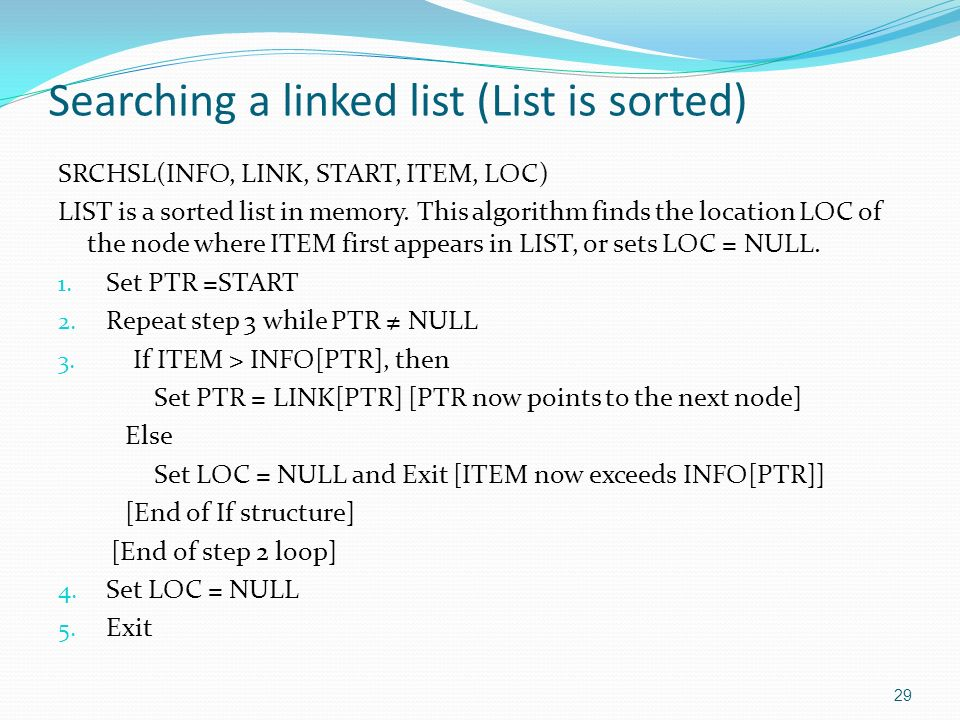 Searching a linked list (List is sorted)
SRCHSL(INFO, LINK, START, ITEM, LOC)
LIST is a sorted list in memory. This algorithm finds the location LOC of
the node where ITEM first appears in LIST, or sets LOC = NULL.
1. Set PTR =START
2. Repeat step 3 while PTR ≠ NULL
3. If ITEM > INFO[PTR], then
Set PTR = LINK[PTR] [PTR now points to the next node]
Else
Set LOC = NULL and Exit [ITEM now exceeds INFO[PTR]]
[End of If structure]
[End of step 2 loop]
4. Set LOC = NULL
5. Exit
29